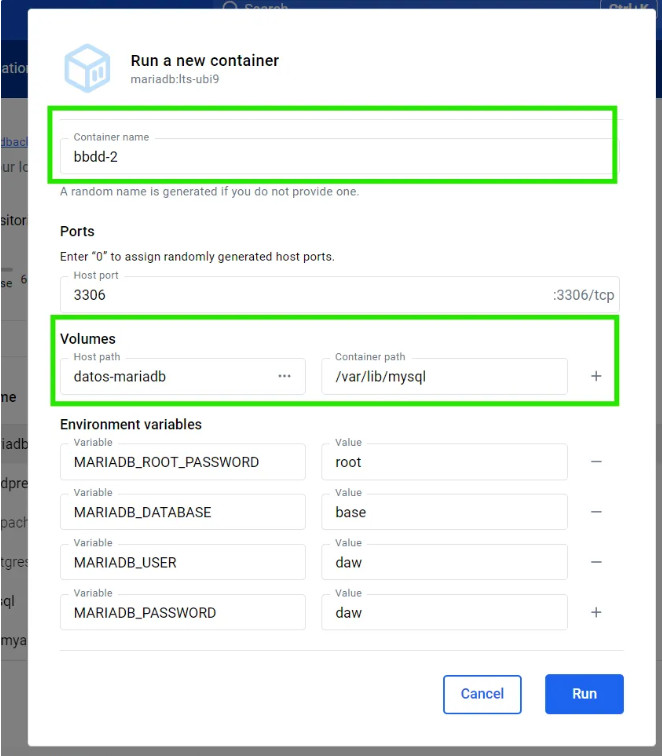 Search Ctrl+K
Run a new container
mariadb:lts-ubi9
Container name
bbdd-2
A random name is generated if you do not provide one.
Ports
Enter “0” to assign randomly generated host ports.
Host port
3306 :3306/tcp
Volumes
Host path Container path
datos-mariadb ··· /var/lib/mysql +
Environment variables
Variable Value
MARIADB_ROOT_PASSWORD root −
Variable Value
MARIADB_DATABASE base −
Variable Value
MARIADB_USER daw −
Variable Value
MARIADB_PASSWORD daw +
Cancel Run